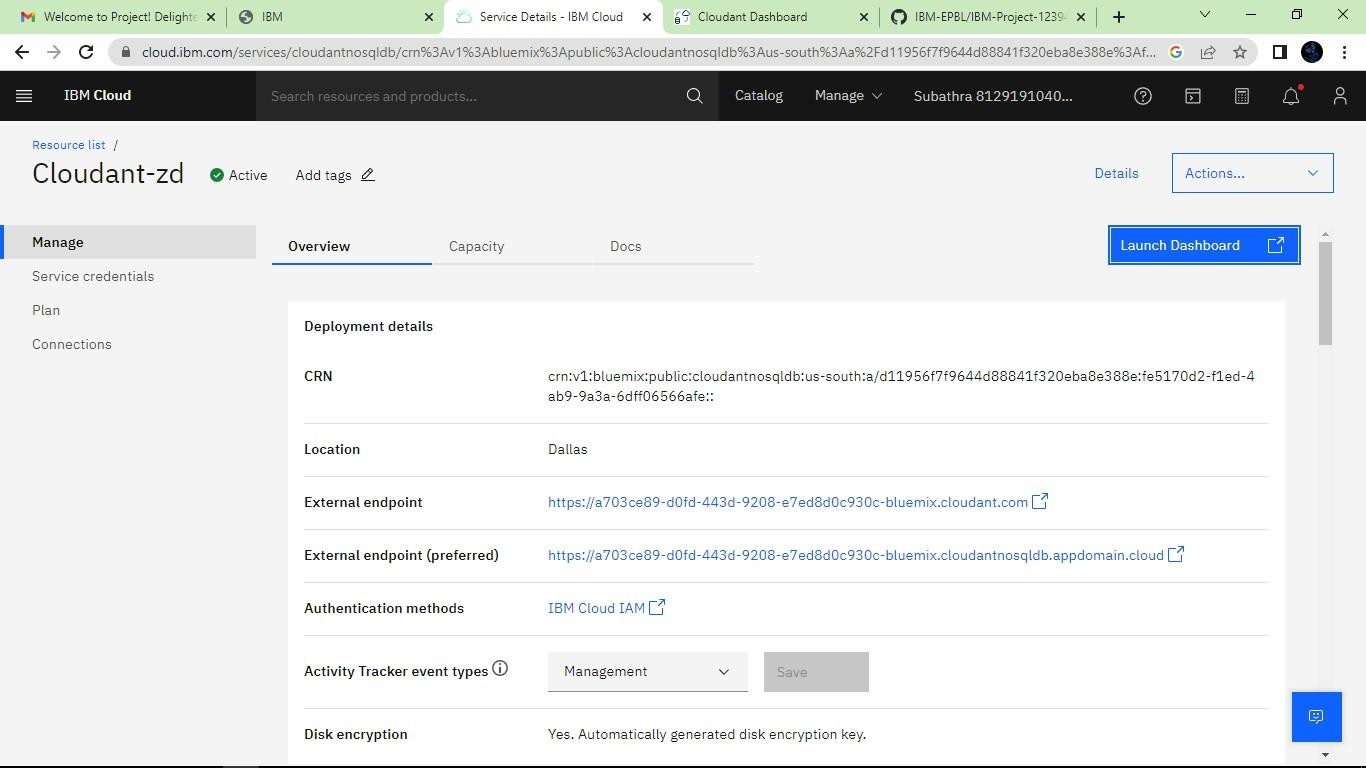 Welcome to Project! Delighte
IBM
Service Details - IBM Cloud
Cloudant Dashboard
IBM-EPBL/IBM-Project-1239
cloud.ibm.com/services/cloudantnosqldb/crn%3Av1%3Abluemix%3Apublic%3Acloudantnosqldb%3Aus-south%3Aa%2Fd11956f7f9644d88841f320eba8e388e%3Af...
IBM Cloud
Search resources and products...
Catalog
Manage
Subathra 8129191040...
Resource list /
Cloudant-zd
Active
Add tags
Details
Actions...
Manage
Service credentials
Plan
Connections
Overview
Capacity
Docs
Launch Dashboard
Deployment details
CRN
crn:v1:bluemix:public:cloudantnosqldb:us-south:a/d11956f7f9644d88841f320eba8e388e:fe5170d2-f1ed-4
ab9-9a3a-6dff06566afe::
Location
Dallas
External endpoint
https://a703ce89-d0fd-443d-9208-e7ed8d0c930c-bluemix.cloudant.com
External endpoint (preferred)
https://a703ce89-d0fd-443d-9208-e7ed8d0c930c-bluemix.cloudantnosqldb.appdomain.cloud
Authentication methods
IBM Cloud IAM
Activity Tracker event types
Management
Save
Disk encryption
Yes. Automatically generated disk encryption key.